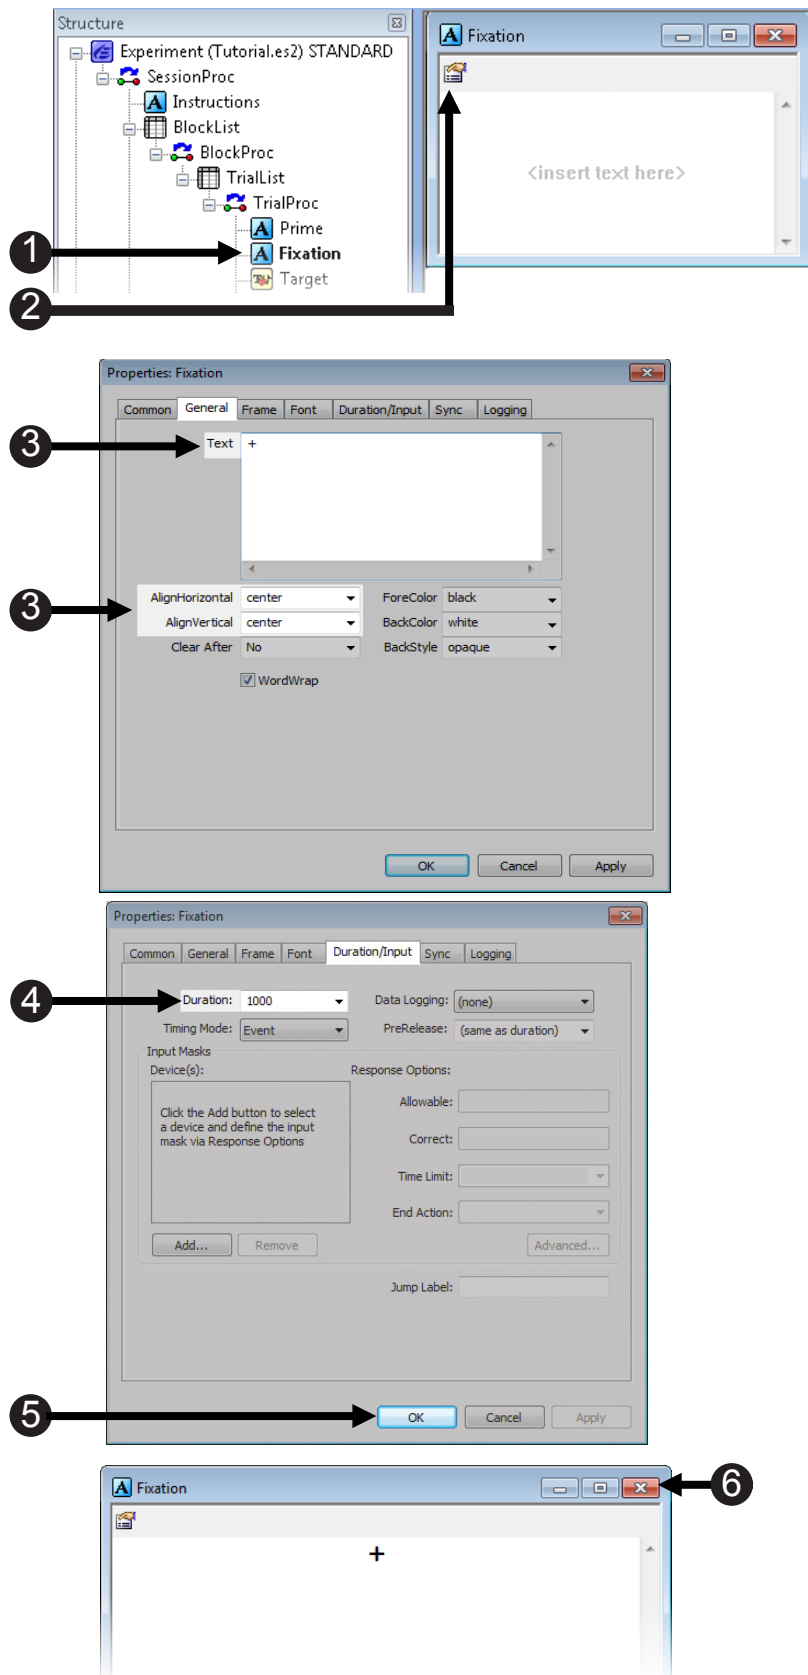 Structure
Experiment (Tutorial.es2) STANDARD
SessionProc
A Instructions
BlockList
BlockProc
TrialList
TrialProc
A Prime
1
A Fixation
Target
2
A Fixation
<insert text here>
Properties: Fixation
Common General Frame Font Duration/Input Sync Logging
3
Text +
3
AlignHorizontal center ForeColor black
AlignVertical center BackColor white
Clear After No BackStyle opaque
WordWrap
OK Cancel Apply
Properties: Fixation
Common General Frame Font Duration/Input Sync Logging
4
Duration: 1000 Data Logging: (none)
Timing Mode: Event PreRelease: (same as duration)
Input Masks
Device(s): Response Options:
Click the Add button to select
a device and define the input
mask via Response Options
Allowable:
Correct:
Time Limit:
End Action:
Add... Remove Advanced...
Jump Label:
5
OK Cancel Apply
A Fixation
6
+